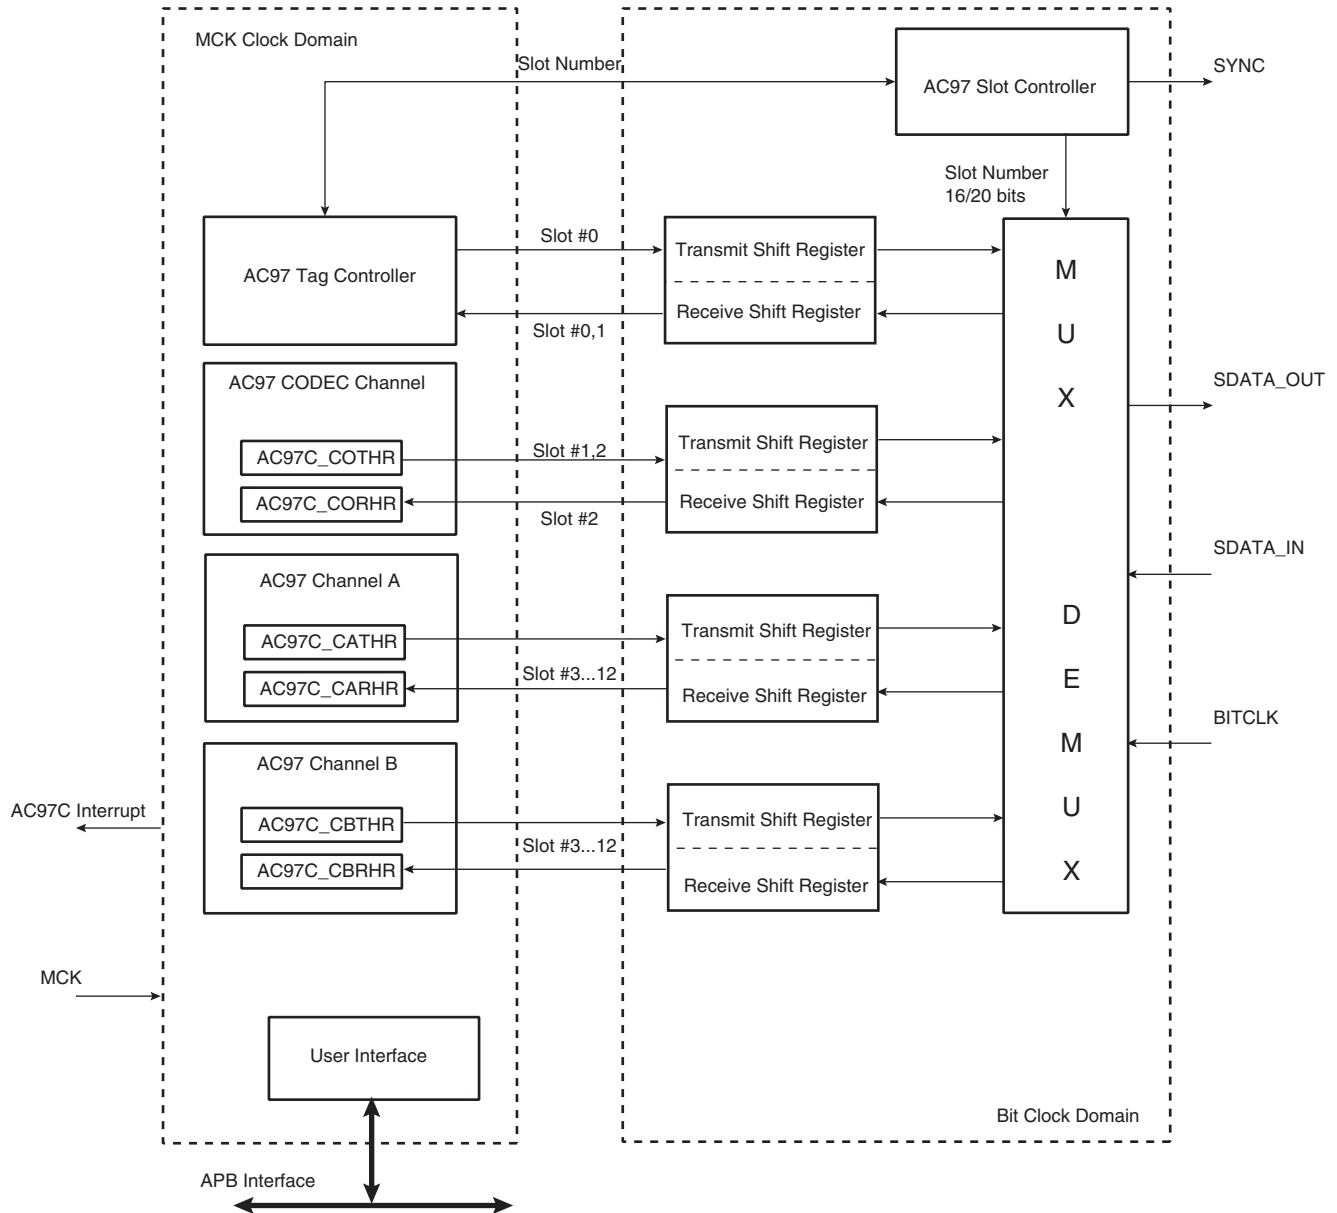 MCK Clock Domain
Slot Number
AC97 Slot Controller
SYNC
Slot Number
16/20 bits
AC97 Tag Controller
Slot #0
Transmit Shift Register
Receive Shift Register
Slot #0,1
M
U
X
D
E
M
U
X
AC97 CODEC Channel
AC97C_COTHR
AC97C_CORHR
Slot #1,2
Slot #2
Transmit Shift Register
Receive Shift Register
SDATA_OUT
SDATA_IN
AC97 Channel A
AC97C_CATHR
AC97C_CARHR
Slot #3...12
Transmit Shift Register
Receive Shift Register
BITCLK
AC97 Channel B
AC97C_CBTHR
AC97C_CBRHR
Slot #3...12
Transmit Shift Register
Receive Shift Register
AC97C Interrupt
MCK
User Interface
Bit Clock Domain
APB Interface